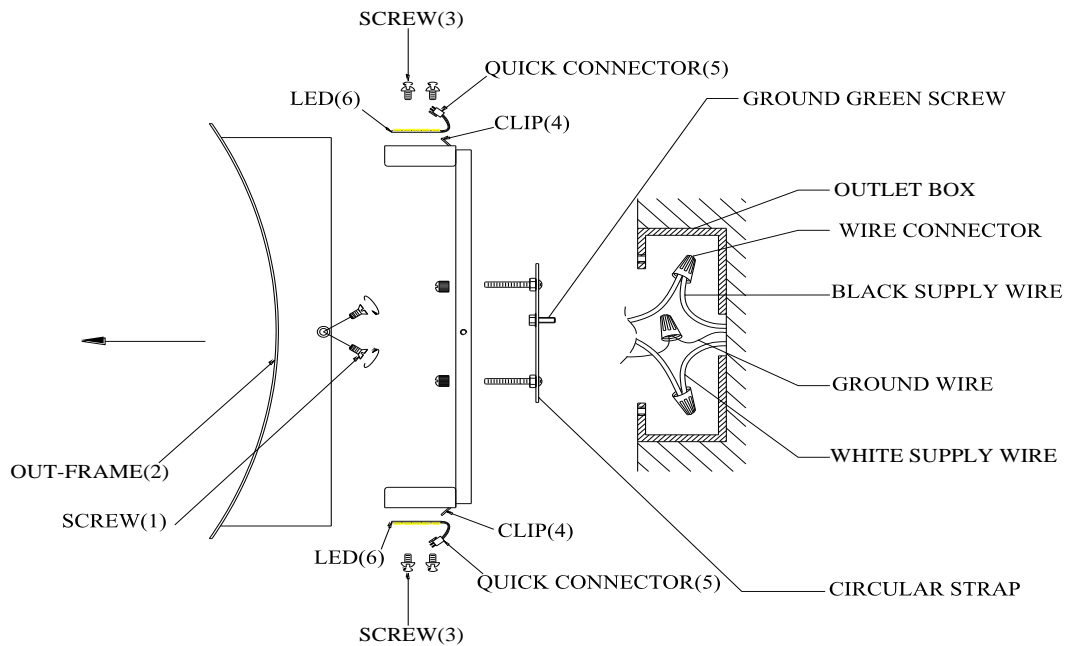 SCREW(3)
QUICK CONNECTOR(5)
LED(6)
GROUND GREEN SCREW
CLIP(4)
OUTLET BOX
WIRE CONNECTOR
BLACK SUPPLY WIRE
GROUND WIRE
WHITE SUPPLY WIRE
OUT-FRAME(2)
SCREW(1)
CLIP(4)
LED(6)
QUICK CONNECTOR(5)
CIRCULAR STRAP
SCREW(3)